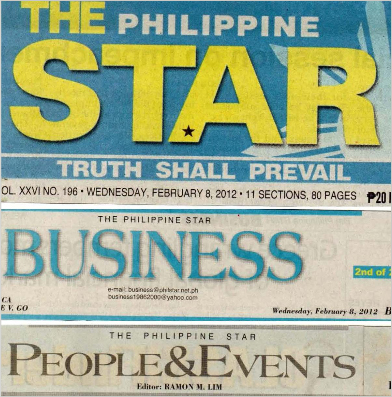 THE PHILIPPINE
STAR
TRUTH SHALL PREVAIL
OL. XXVI NO. 196 • WEDNESDAY, FEBRUARY 8, 2012 • 11 SECTIONS, 80 PAGES ₱20
THE PHILIPPINE STAR
BUSINESS
2nd of
e-mail: business@philstar.net.ph
business19862000@yahoo.com
CA
E V. GO
Wednesday, February 8, 2012 B
THE PHILIPPINE STAR
PEOPLE&EVENTS
Editor: RAMON M. LIM